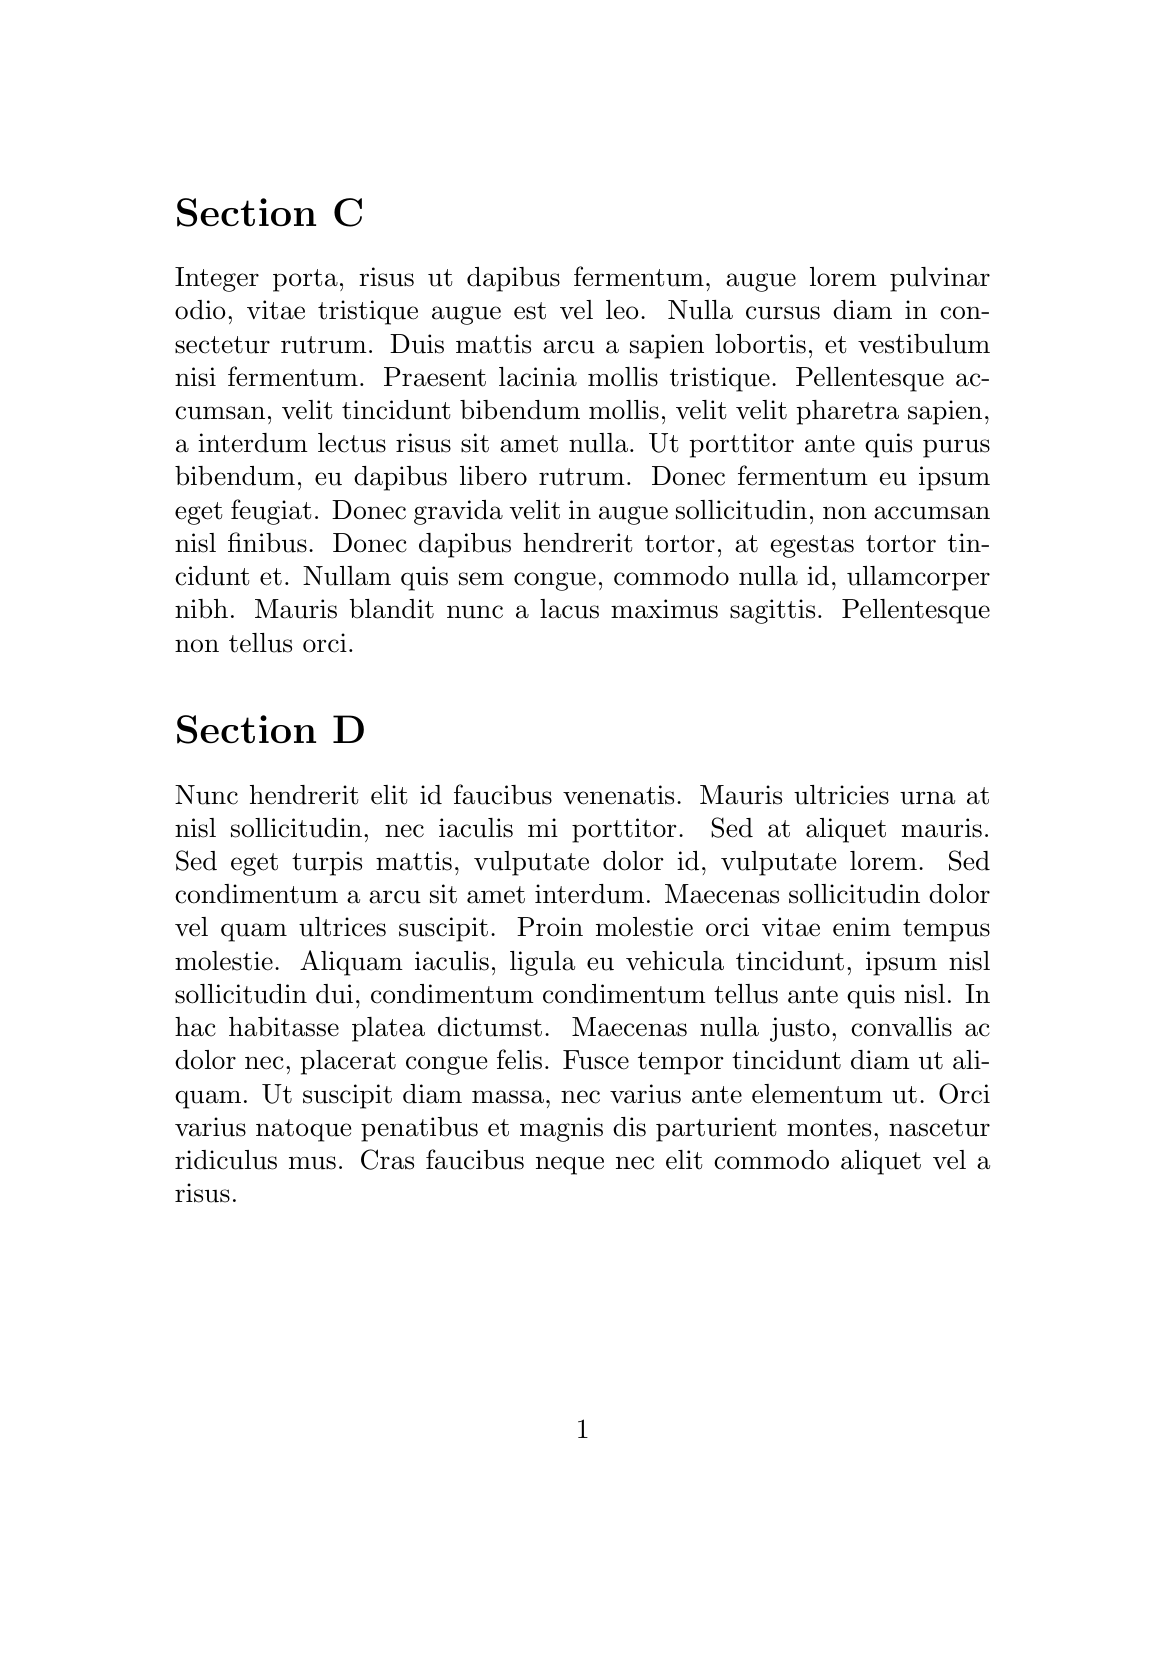 Section C
Integer porta, risus ut dapibus fermentum, augue lorem pulvinar
odio, vitae tristique augue est vel leo. Nulla cursus diam in con-
sectetur rutrum. Duis mattis arcu a sapien lobortis, et vestibulum
nisi fermentum. Praesent lacinia mollis tristique. Pellentesque ac-
cumsan, velit tincidunt bibendum mollis, velit velit pharetra sapien,
a interdum lectus risus sit amet nulla. Ut porttitor ante quis purus
bibendum, eu dapibus libero rutrum. Donec fermentum eu ipsum
eget feugiat. Donec gravida velit in augue sollicitudin, non accumsan
nisl finibus. Donec dapibus hendrerit tortor, at egestas tortor tin-
cidunt et. Nullam quis sem congue, commodo nulla id, ullamcorper
nibh. Mauris blandit nunc a lacus maximus sagittis. Pellentesque
non tellus orci.
Section D
Nunc hendrerit elit id faucibus venenatis. Mauris ultricies urna at
nisl sollicitudin, nec iaculis mi porttitor. Sed at aliquet mauris.
Sed eget turpis mattis, vulputate dolor id, vulputate lorem. Sed
condimentum a arcu sit amet interdum. Maecenas sollicitudin dolor
vel quam ultrices suscipit. Proin molestie orci vitae enim tempus
molestie. Aliquam iaculis, ligula eu vehicula tincidunt, ipsum nisl
sollicitudin dui, condimentum condimentum tellus ante quis nisl. In
hac habitasse platea dictumst. Maecenas nulla justo, convallis ac
dolor nec, placerat congue felis. Fusce tempor tincidunt diam ut ali-
quam. Ut suscipit diam massa, nec varius ante elementum ut. Orci
varius natoque penatibus et magnis dis parturient montes, nascetur
ridiculus mus. Cras faucibus neque nec elit commodo aliquet vel a
risus.
1